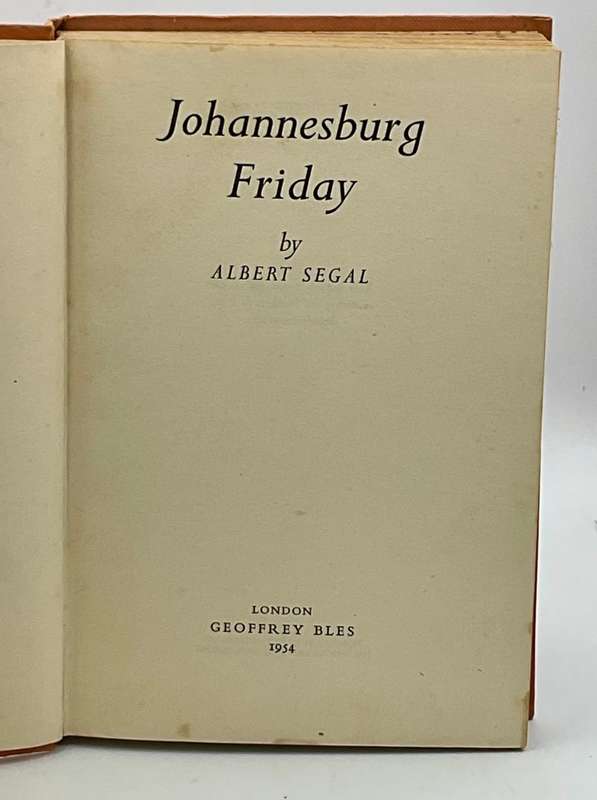 Johannesburg
Friday
by
ALBERT SEGAL
LONDON
GEOFFREY BLES
1954